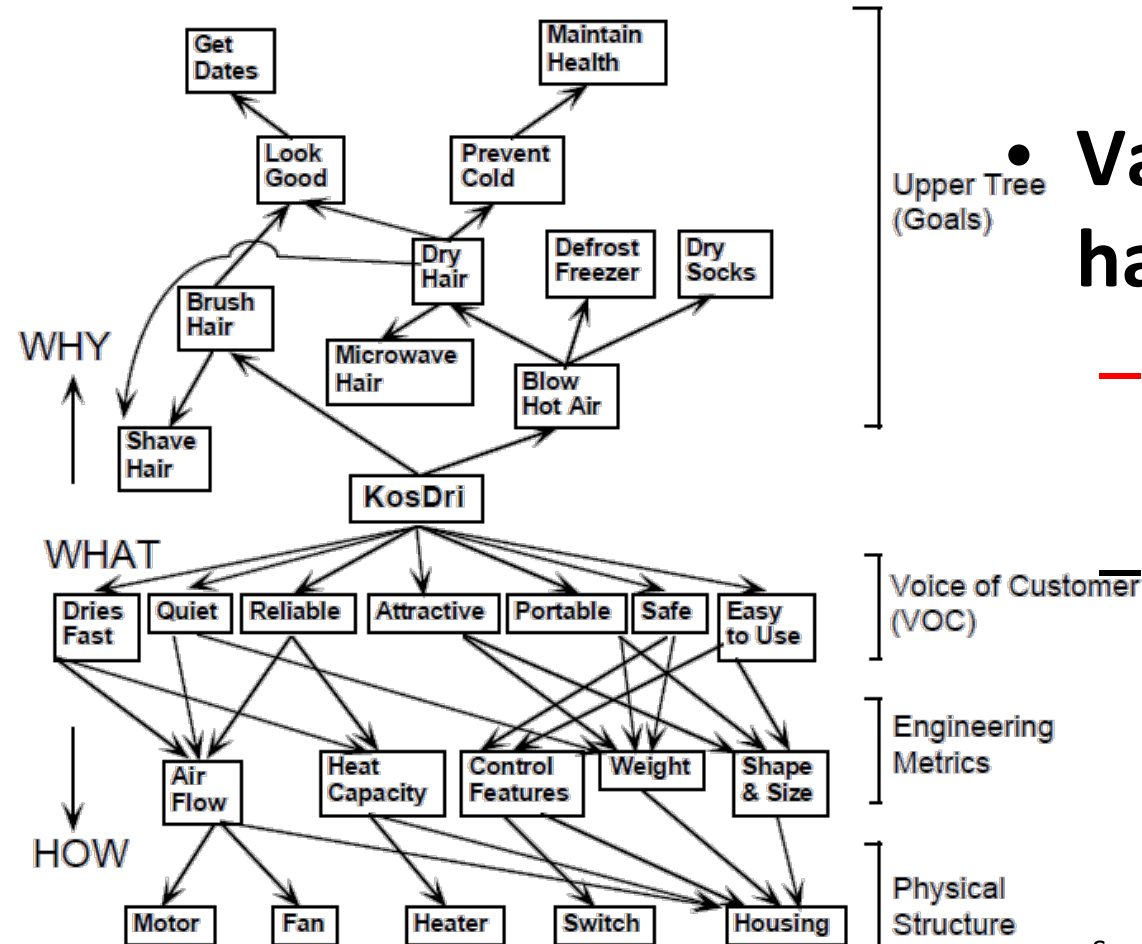 Get
Dates
Maintain
Health
Look
Good
Prevent
Cold
Upper Tree
(Goals)
• Va
ha
Dry
Hair
Defrost
Freezer
Dry
Socks
Brush
Hair
WHY
Microwave
Hair
Blow
Hot Air
Shave
Hair
KosDri
WHAT
Dries
Fast
Quiet
Reliable
Attractive
Portable
Safe
Easy
to Use
Voice of Customer
(VOC)
Engineering
Metrics
Air
Flow
Heat
Capacity
Control
Features
Weight
Shape
& Size
HOW
Motor
Fan
Heater
Switch
Housing
Physical
Structure